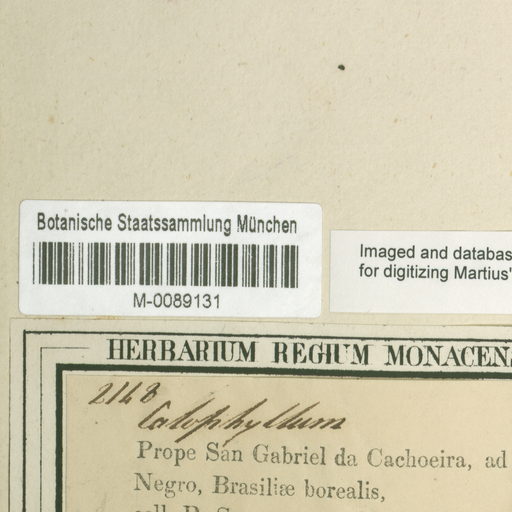 Botanische Staatssammlung München
M-0089131
Imaged and databas
for digitizing Martius'
HERBARIUM REGIUM MONACEN
2148
Calophyllum
Prope San Gabriel da Cachoeira, ad
Negro, Brasiliæ borealis,